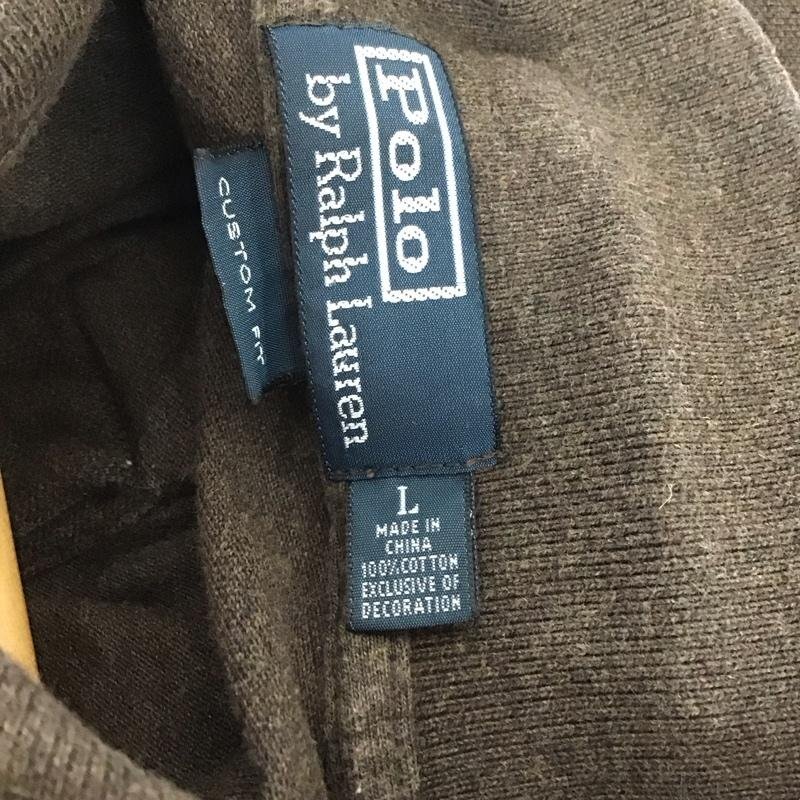 Polo
by Ralph Lauren
CUSTOM FIT
L
MADE IN
CHINA
100% COTTON
EXCLUSIVE OF
DECORATION